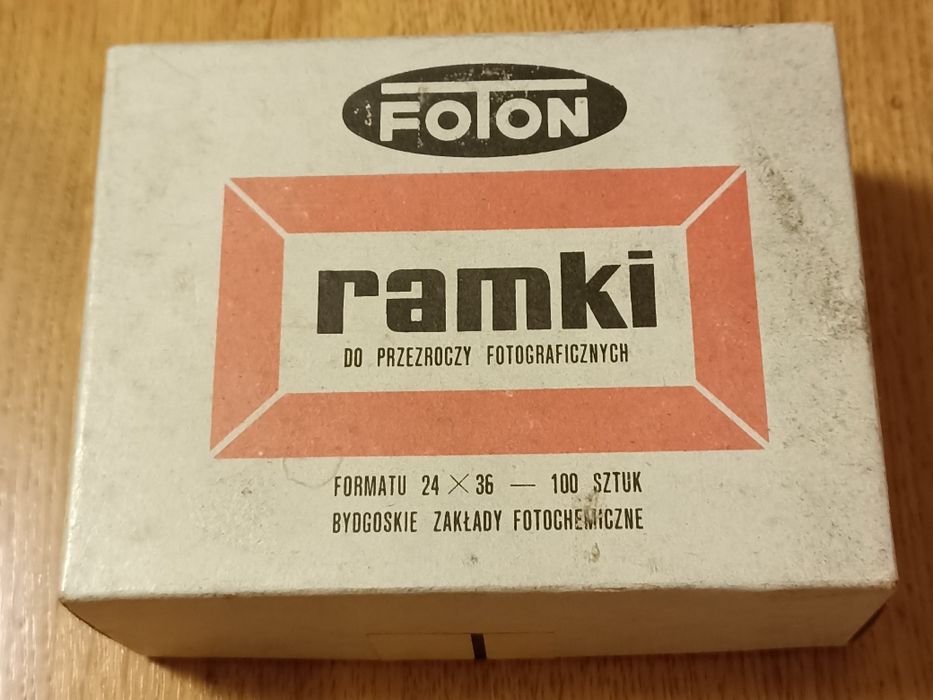 FOTON
ramki
DO PRZEZROCZY FOTOGRAFICZNYCH
FORMATU 24 × 36 — 100 SZTUK
BYDGOSKIE ZAKŁADY FOTOCHEMICZNE